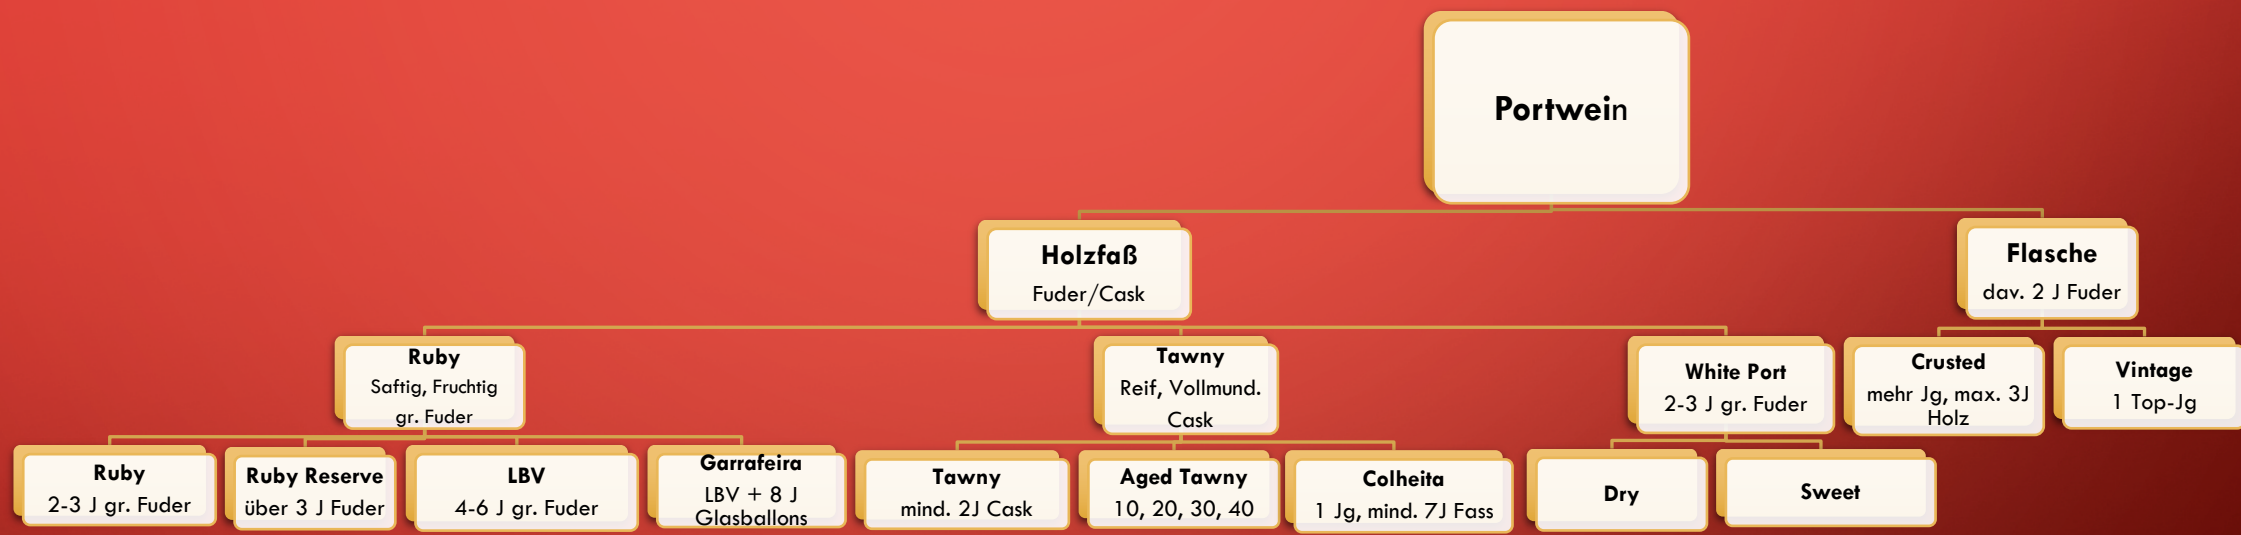 Portwein
Holzfaß
Fuder/Cask
Flasche
dav. 2 J Fuder
Ruby
Saftig, Fruchtig
gr. Fuder
Tawny
Reif, Vollmund.
Cask
White Port
2-3 J gr. Fuder
Crusted
mehr Jg, max. 3J
Holz
Vintage
1 Top-Jg
Ruby
2-3 J gr. Fuder
Ruby Reserve
über 3 J Fuder
LBV
4-6 J gr. Fuder
Garrafeira
LBV + 8 J
Glasballons
Tawny
mind. 2J Cask
Aged Tawny
10, 20, 30, 40
Colheita
1 Jg, mind. 7J Fass
Dry
Sweet